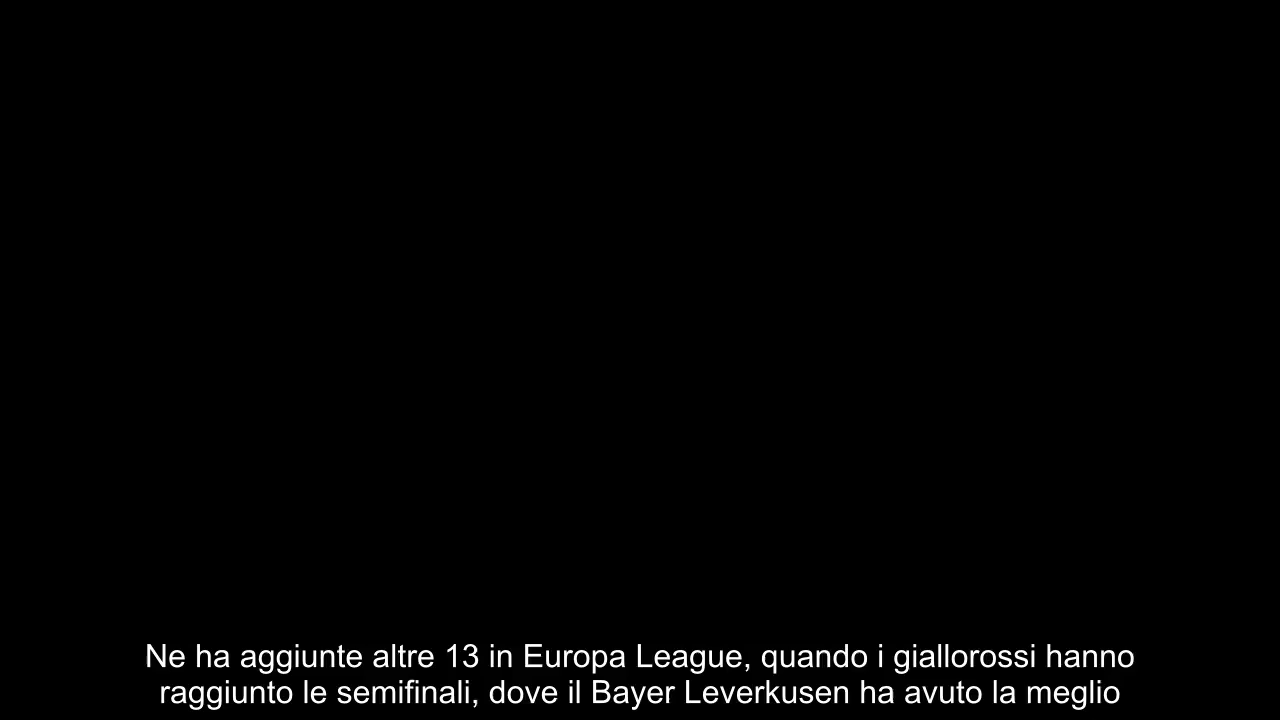 Ne ha aggiunte altre 13 in Europa League, quando i giallorossi hanno
raggiunto le semifinali, dove il Bayer Leverkusen ha avuto la meglio